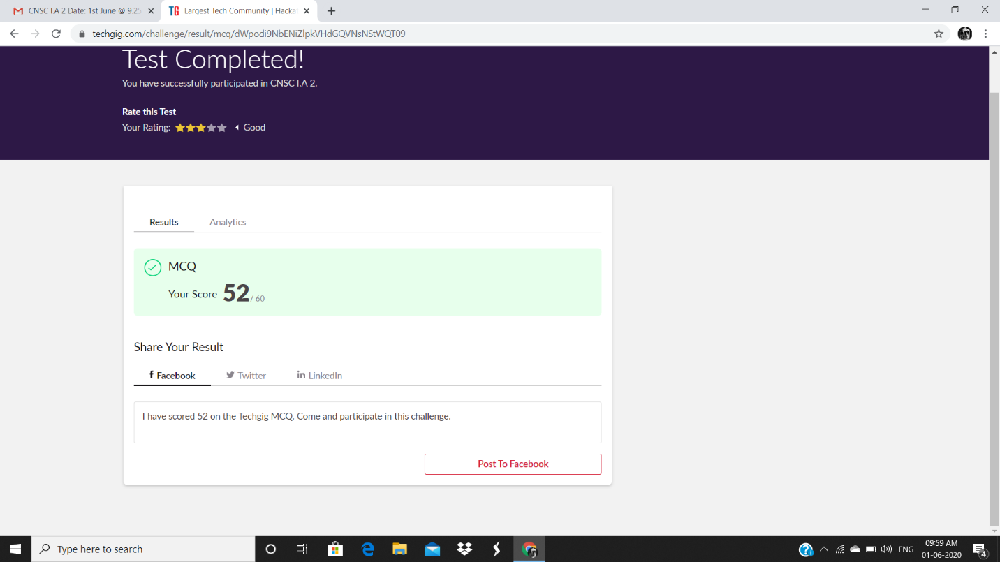 CNSC I.A 2 Date: 1st June @ 9.25
TG Largest Tech Community | Hacka
techgig.com/challenge/result/mcq/dWpodi9NbENiZlpkVHdGQVNsNStWQT09
Test Completed!
You have successfully participated in CNSC I.A 2.
Rate this Test
Your Rating: Good
Results Analytics
MCQ
Your Score 52 / 60
Share Your Result
Facebook Twitter LinkedIn
I have scored 52 on the Techgig MCQ. Come and participate in this challenge.
Post To Facebook
Type here to search
ENG
09:59 AM
01-06-2020
4